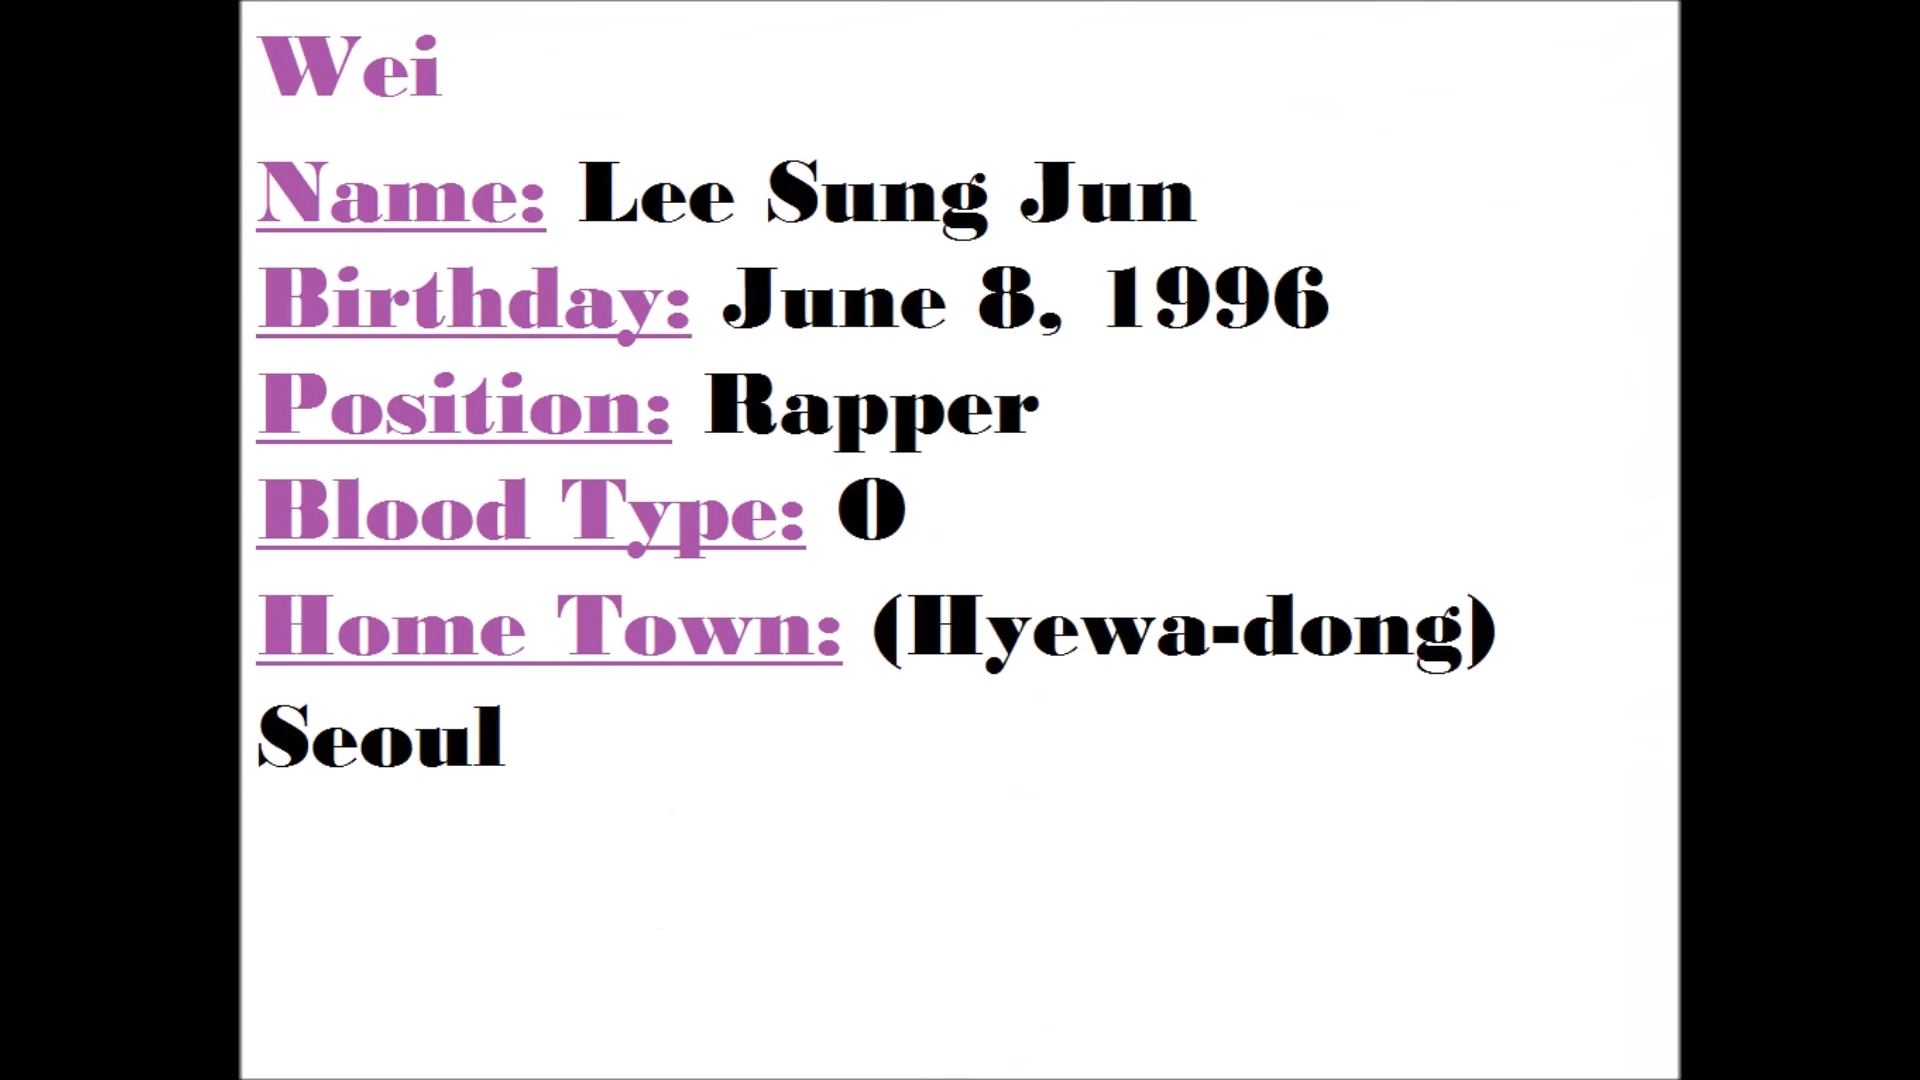 Wei
Name: Lee Sung Jun
Birthday: June 8, 1996
Position: Rapper
Blood Type: O
Home Town: (Hyewa-dong)
Seoul